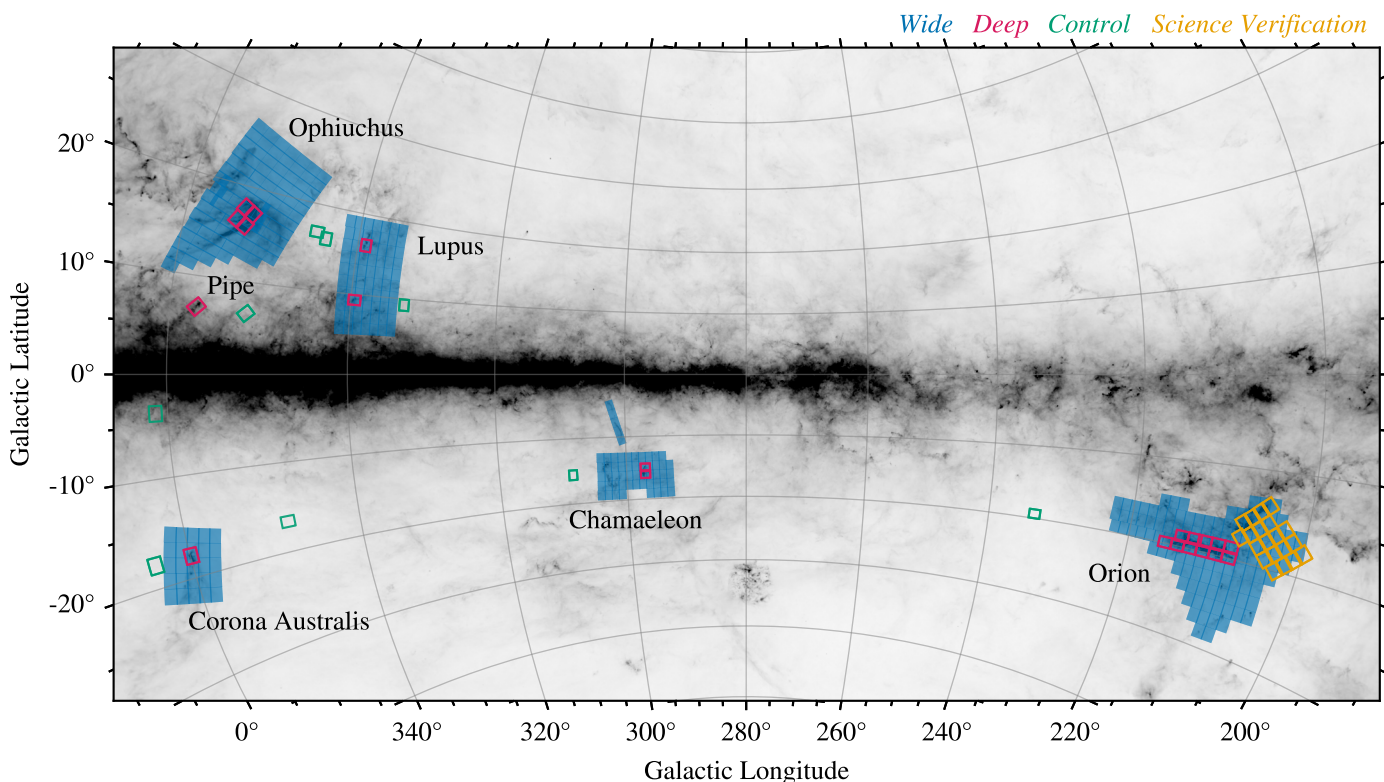 Wide Deep Control Science Verification
Ophiuchus
20°
Lupus
10°
Pipe
Galactic Latitude
0°
-10°
Chamaeleon
Orion
-20°
Corona Australis
0° 340° 320° 300° 280° 260° 240° 220° 200°
Galactic Longitude